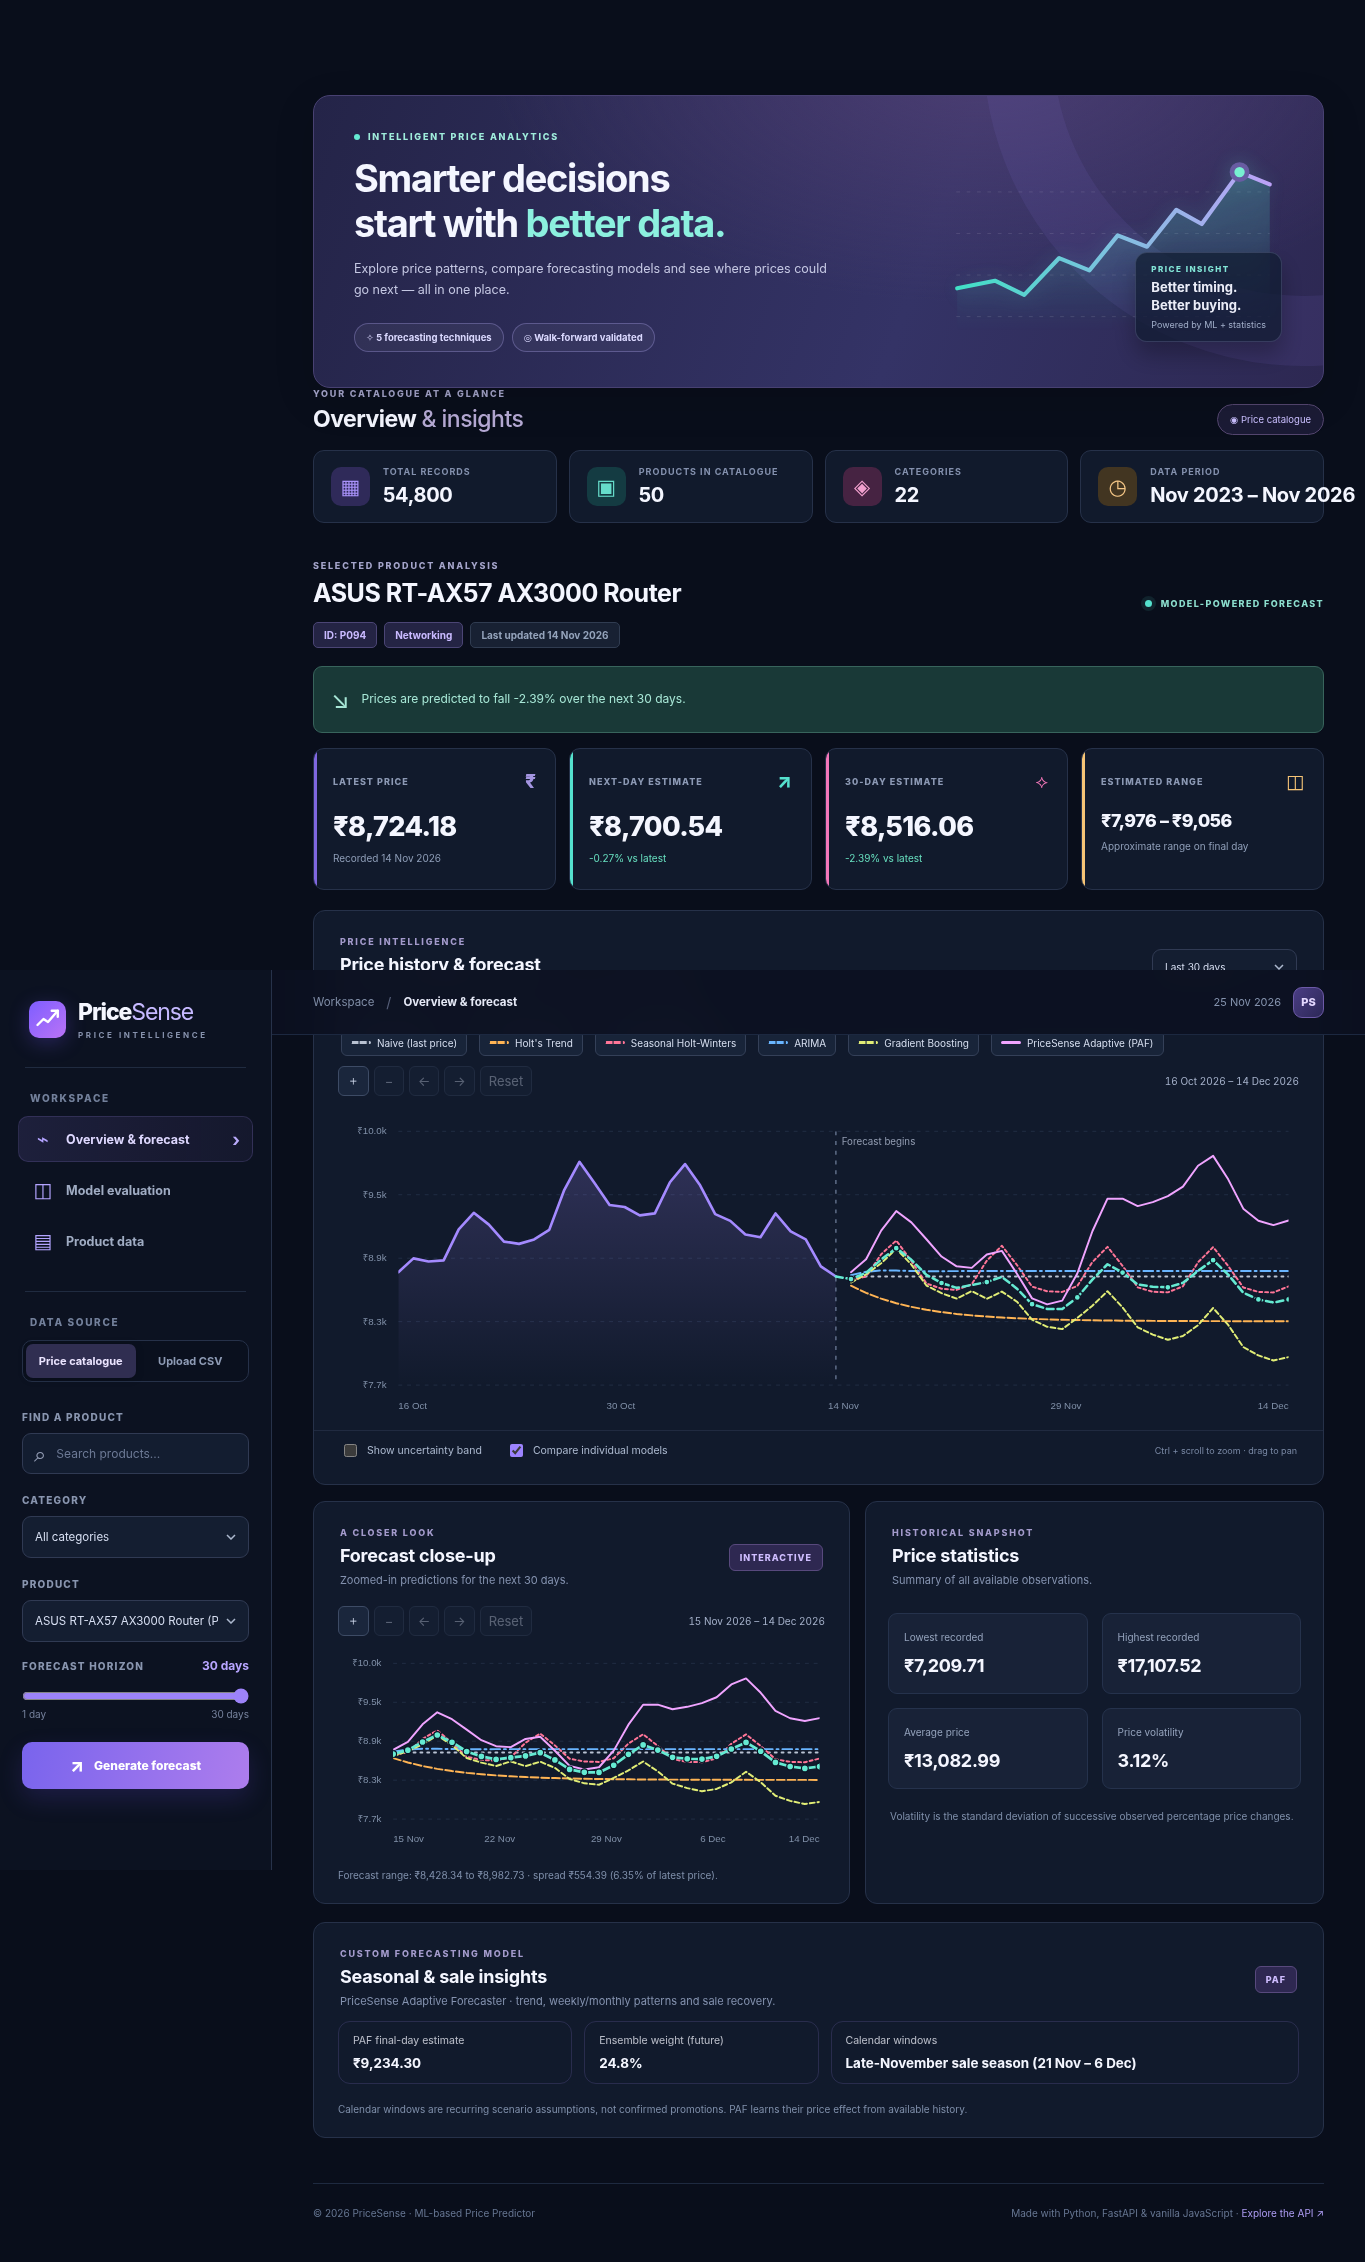 INTELLIGENT PRICE ANALYTICS
Smarter decisions
start with better data.
Explore price patterns, compare forecasting models and see where prices could
go next — all in one place.
5 forecasting techniques
Walk-forward validated
PRICE INSIGHT
Better timing.
Better buying.
Powered by ML + statistics
YOUR CATALOGUE AT A GLANCE
Overview & insights
Price catalogue
TOTAL RECORDS
54,800
PRODUCTS IN CATALOGUE
50
CATEGORIES
22
DATA PERIOD
Nov 2023 – Nov 2026
SELECTED PRODUCT ANALYSIS
ASUS RT-AX57 AX3000 Router
MODEL-POWERED FORECAST
ID: P094
Networking
Last updated 14 Nov 2026
Prices are predicted to fall -2.39% over the next 30 days.
LATEST PRICE
₹
₹8,724.18
Recorded 14 Nov 2026
NEXT-DAY ESTIMATE
₹8,700.54
-0.27% vs latest
30-DAY ESTIMATE
₹8,516.06
-2.39% vs latest
ESTIMATED RANGE
₹7,976 – ₹9,056
Approximate range on final day
PRICE INTELLIGENCE
Price history & forecast
Last 30 days
PriceSense
PRICE INTELLIGENCE
Workspace / Overview & forecast
25 Nov 2026
PS
WORKSPACE
Overview & forecast
Model evaluation
Product data
DATA SOURCE
Price catalogue
Upload CSV
FIND A PRODUCT
Search products...
CATEGORY
All categories
PRODUCT
ASUS RT-AX57 AX3000 Router (P
FORECAST HORIZON
30 days
1 day
30 days
Generate forecast
Naive (last price)
Holt's Trend
Seasonal Holt-Winters
ARIMA
Gradient Boosting
PriceSense Adaptive (PAF)
+ − ← → Reset
16 Oct 2026 – 14 Dec 2026
₹10.0k
₹9.5k
₹8.9k
₹8.3k
₹7.7k
Forecast begins
16 Oct
30 Oct
14 Nov
29 Nov
14 Dec
Show uncertainty band
Compare individual models
Ctrl + scroll to zoom · drag to pan
A CLOSER LOOK
Forecast close-up
Zoomed-in predictions for the next 30 days.
INTERACTIVE
+ − ← → Reset
15 Nov 2026 – 14 Dec 2026
₹10.0k
₹9.5k
₹8.9k
₹8.3k
₹7.7k
15 Nov
22 Nov
29 Nov
6 Dec
14 Dec
Forecast range: ₹8,428.34 to ₹8,982.73 · spread ₹554.39 (6.35% of latest price).
HISTORICAL SNAPSHOT
Price statistics
Summary of all available observations.
Lowest recorded
₹7,209.71
Highest recorded
₹17,107.52
Average price
₹13,082.99
Price volatility
3.12%
Volatility is the standard deviation of successive observed percentage price changes.
CUSTOM FORECASTING MODEL
Seasonal & sale insights
PriceSense Adaptive Forecaster · trend, weekly/monthly patterns and sale recovery.
PAF
PAF final-day estimate
₹9,234.30
Ensemble weight (future)
24.8%
Calendar windows
Late-November sale season (21 Nov – 6 Dec)
Calendar windows are recurring scenario assumptions, not confirmed promotions. PAF learns their price effect from available history.
© 2026 PriceSense · ML-based Price Predictor
Made with Python, FastAPI & vanilla JavaScript · Explore the API ↗